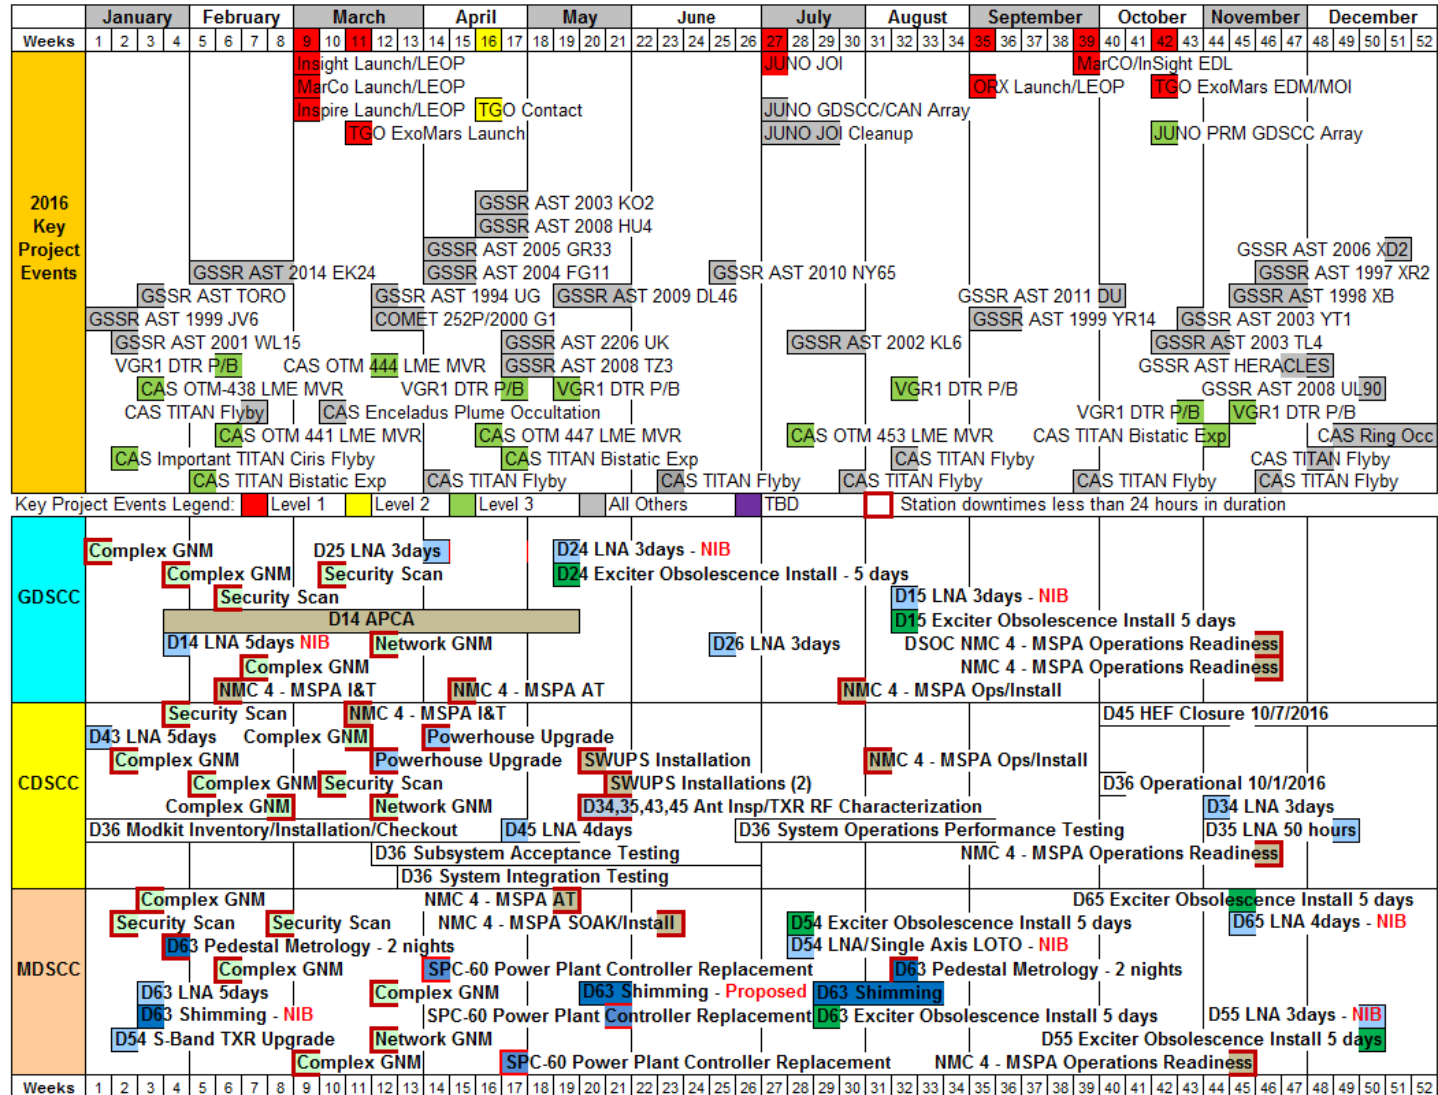 January February March April May June July August September October November December
Weeks 1 2 3 4 5 6 7 8 9 10 11 12 13 14 15 16 17 18 19 20 21 22 23 24 25 26 27 28 29 30 31 32 33 34 35 36 37 38 39 40 41 42 43 44 45 46 47 48 49 50 51 52
2016 Key Project Events
Insight Launch/LEOP JUNO JOI MarCO/InSight EDL
MarCo Launch/LEOP ORX Launch/LEOP TGO ExoMars EDM/MOI
Inspire Launch/LEOP TGO Contact JUNO GDSCC/CAN Array
TGO ExoMars Launch JUNO JOI Cleanup JUNO PRM GDSCC Array
GSSR AST 2003 KO2
GSSR AST 2008 HU4
GSSR AST 2005 GR33 GSSR AST 2006 XD2
GSSR AST 2014 EK24 GSSR AST 2004 FG11 GSSR AST 2010 NY65 GSSR AST 1997 XR2
GSSR AST TORO GSSR AST 1994 UG GSSR AST 2009 DL46 GSSR AST 2011 DU GSSR AST 1998 XB
GSSR AST 1999 JV6 COMET 252P/2000 G1 GSSR AST 1999 YR14 GSSR AST 2003 YT1
GSSR AST 2001 WL15 GSSR AST 2206 UK GSSR AST 2002 KL6 GSSR AST 2003 TL4
VGR1 DTR P/B CAS OTM 444 LME MVR GSSR AST 2008 TZ3 GSSR AST HERACLES
CAS OTM-438 LME MVR VGR1 DTR P/B VGR1 DTR P/B VGR1 DTR P/B GSSR AST 2008 UL90
CAS TITAN Flyby CAS Enceladus Plume Occultation VGR1 DTR P/B VGR1 DTR P/B
CAS OTM 441 LME MVR CAS OTM 447 LME MVR CAS OTM 453 LME MVR CAS TITAN Bistatic Exp CAS Ring Occ
CAS Important TITAN Ciris Flyby CAS TITAN Bistatic Exp CAS TITAN Flyby CAS TITAN Flyby
CAS TITAN Bistatic Exp CAS TITAN Flyby CAS TITAN Flyby CAS TITAN Flyby CAS TITAN Flyby CAS TITAN Flyby
Key Project Events Legend: Level 1 Level 2 Level 3 All Others TBD Station downtimes less than 24 hours in duration
GDSCC
Complex GNM D25 LNA 3days D24 LNA 3days - NIB
Complex GNM Security Scan D24 Exciter Obsolescence Install - 5 days
Security Scan D15 LNA 3days - NIB
D14 APCA D15 Exciter Obsolescence Install 5 days
D14 LNA 5days NIB Network GNM D26 LNA 3days DSOC NMC 4 - MSPA Operations Readiness
Complex GNM NMC 4 - MSPA Operations Readiness
NMC 4 - MSPA I&T NMC 4 - MSPA AT NMC 4 - MSPA Ops/Install
CDSCC
Security Scan NMC 4 - MSPA I&T D45 HEF Closure 10/7/2016
D43 LNA 5days Complex GNM Powerhouse Upgrade
Complex GNM Powerhouse Upgrade SWUPS Installation NMC 4 - MSPA Ops/Install
Complex GNM Security Scan SWUPS Installations (2) D36 Operational 10/1/2016
Complex GNM Network GNM D34,35,43,45 Ant Insp/TXR RF Characterization D34 LNA 3days
D36 Modkit Inventory/Installation/Checkout D45 LNA 4days D36 System Operations Performance Testing D35 LNA 50 hours
D36 Subsystem Acceptance Testing NMC 4 - MSPA Operations Readiness
D36 System Integration Testing
MDSCC
Complex GNM NMC 4 - MSPA AT D65 Exciter Obsolescence Install 5 days
Security Scan Security Scan NMC 4 - MSPA SOAK/Install D54 Exciter Obsolescence Install 5 days D65 LNA 4days - NIB
D63 Pedestal Metrology - 2 nights D54 LNA/Single Axis LOTO - NIB
Complex GNM SPC-60 Power Plant Controller Replacement D63 Pedestal Metrology - 2 nights
D63 LNA 5days Complex GNM D63 Shimming - Proposed D63 Shimming
D63 Shimming - NIB SPC-60 Power Plant Controller Replacement D63 Exciter Obsolescence Install 5 days D55 LNA 3days - NIB
D54 S-Band TXR Upgrade Network GNM D55 Exciter Obsolescence Install 5 days
Complex GNM SPC-60 Power Plant Controller Replacement NMC 4 - MSPA Operations Readiness
Weeks 1 2 3 4 5 6 7 8 9 10 11 12 13 14 15 16 17 18 19 20 21 22 23 24 25 26 27 28 29 30 31 32 33 34 35 36 37 38 39 40 41 42 43 44 45 46 47 48 49 50 51 52